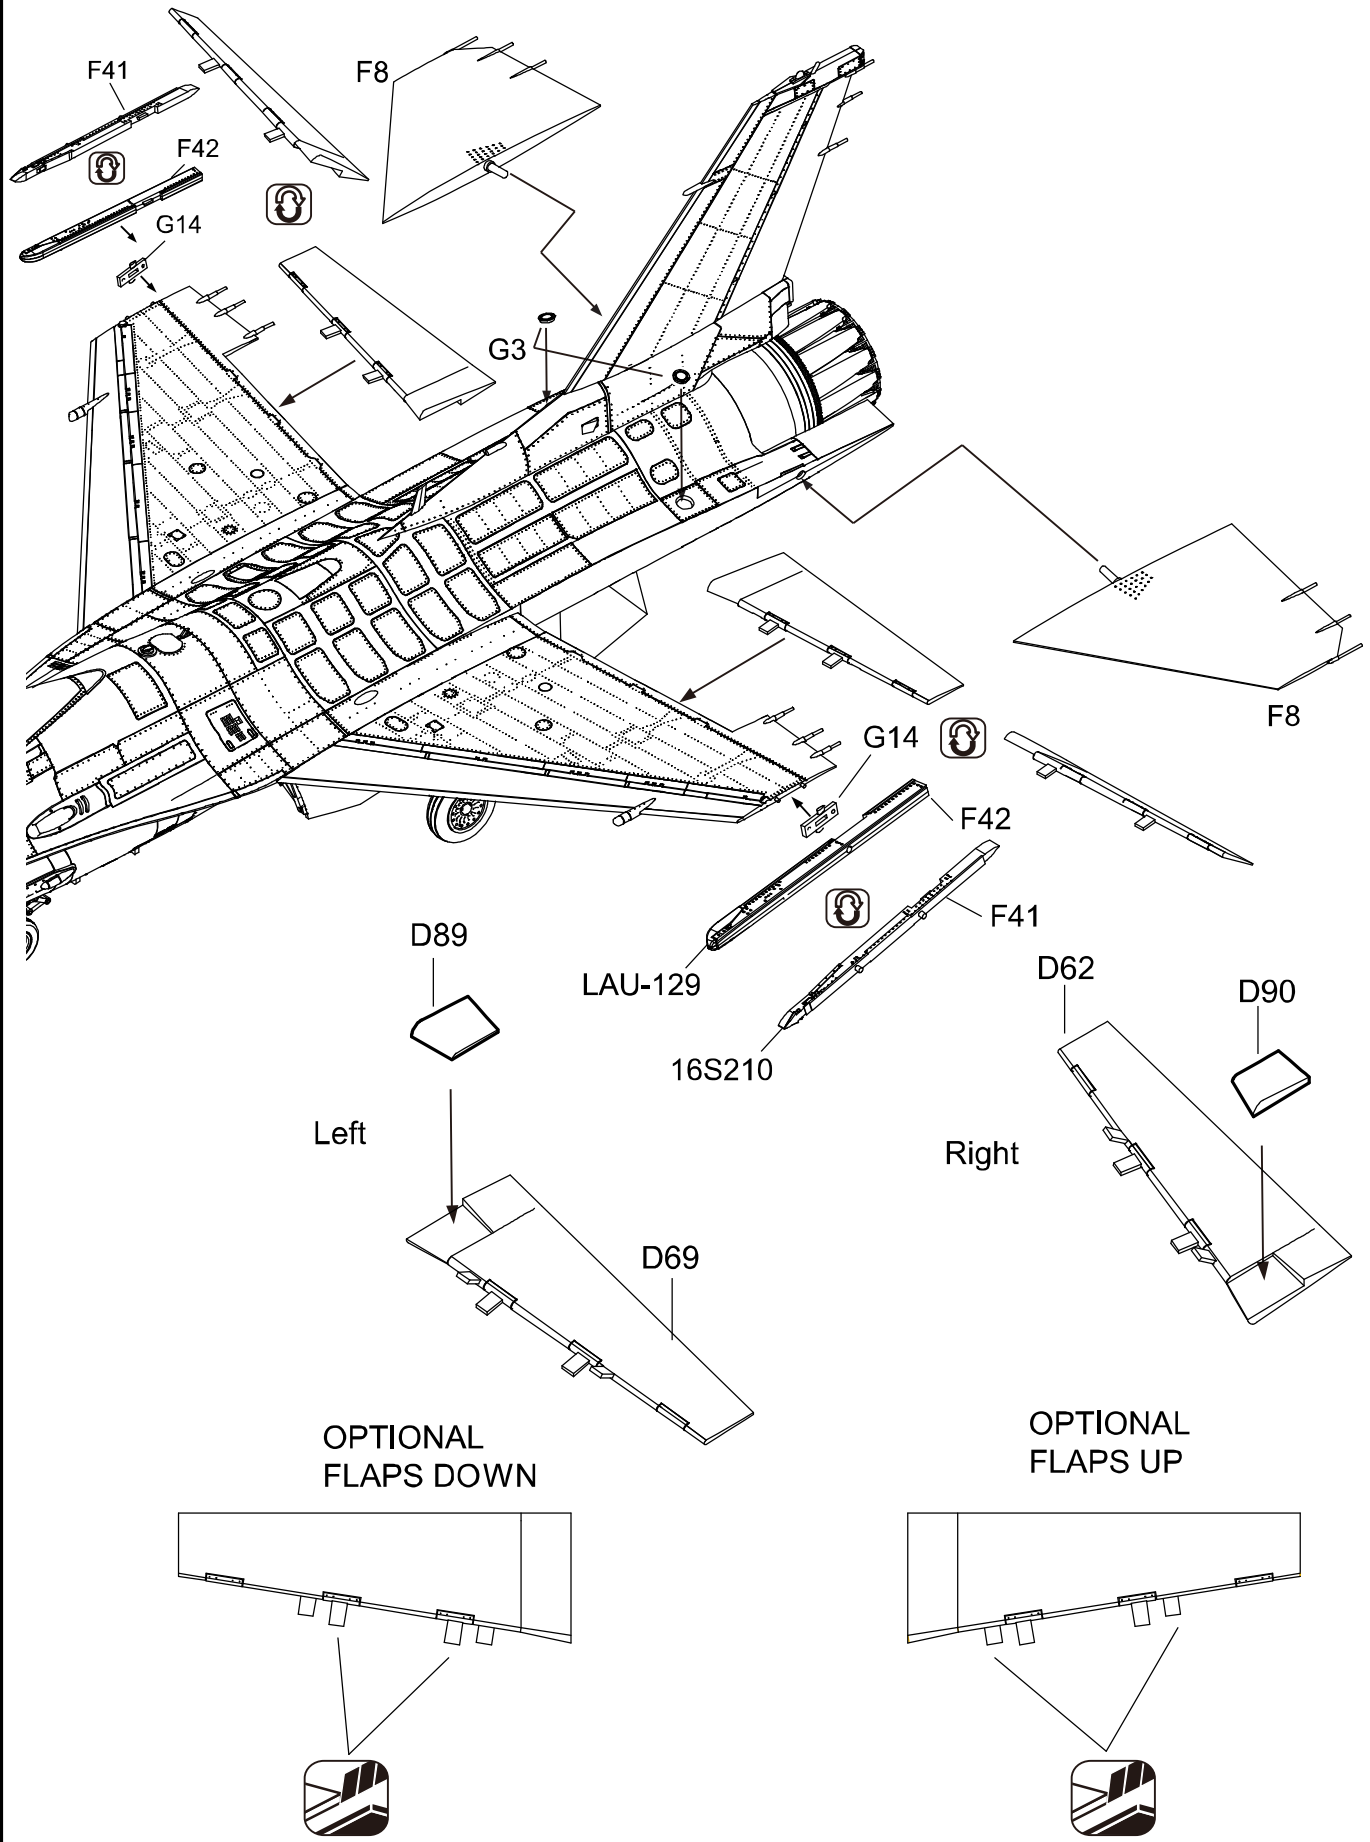 F41
F8
F42
G14
G3
F8
G14
F42
F41
LAU-129
16S210
D89
D62
D90
Left
Right
D69
OPTIONAL
FLAPS DOWN
OPTIONAL
FLAPS UP